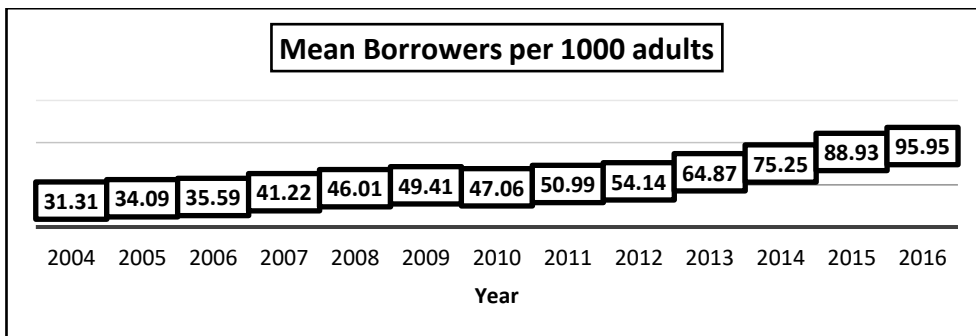 Mean Borrowers per 1000 adults
31.31 34.09 35.59 41.22 46.01 49.41 47.06 50.99 54.14 64.87 75.25 88.93 95.95
2004 2005 2006 2007 2008 2009 2010 2011 2012 2013 2014 2015 2016
Year